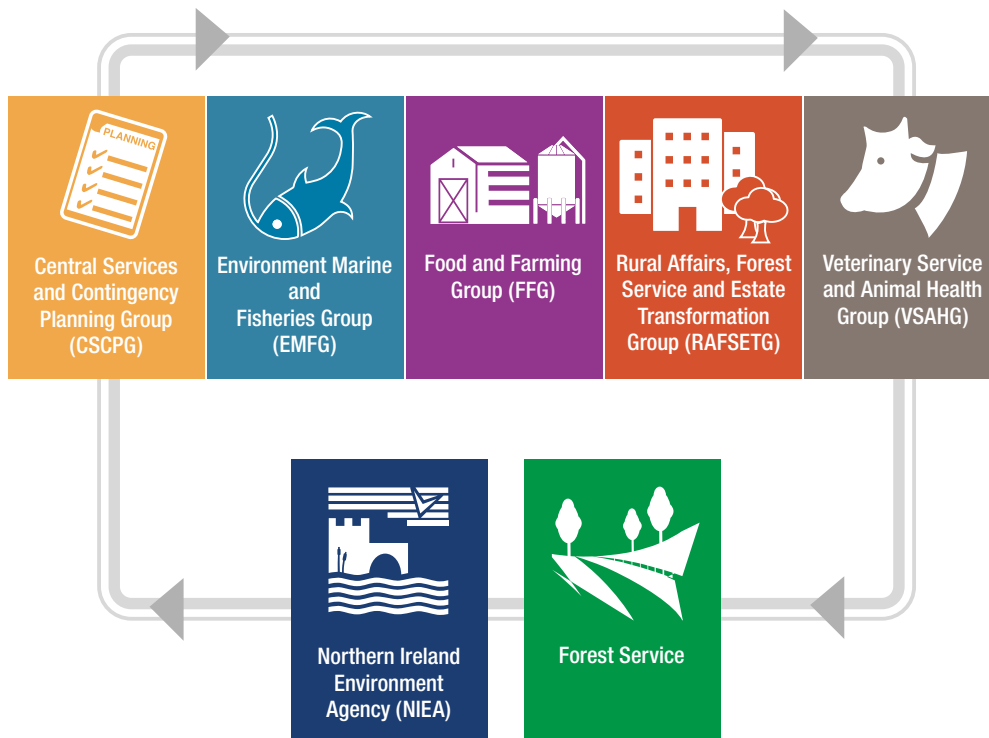 PLANNING
Central Services
and Contingency
Planning Group
(CSCPG)
Environment Marine
and
Fisheries Group
(EMFG)
Food and Farming
Group (FFG)
Rural Affairs, Forest
Service and Estate
Transformation
Group (RAFSETG)
Veterinary Service
and Animal Health
Group (VSAHG)
Northern Ireland
Environment
Agency (NIEA)
Forest Service